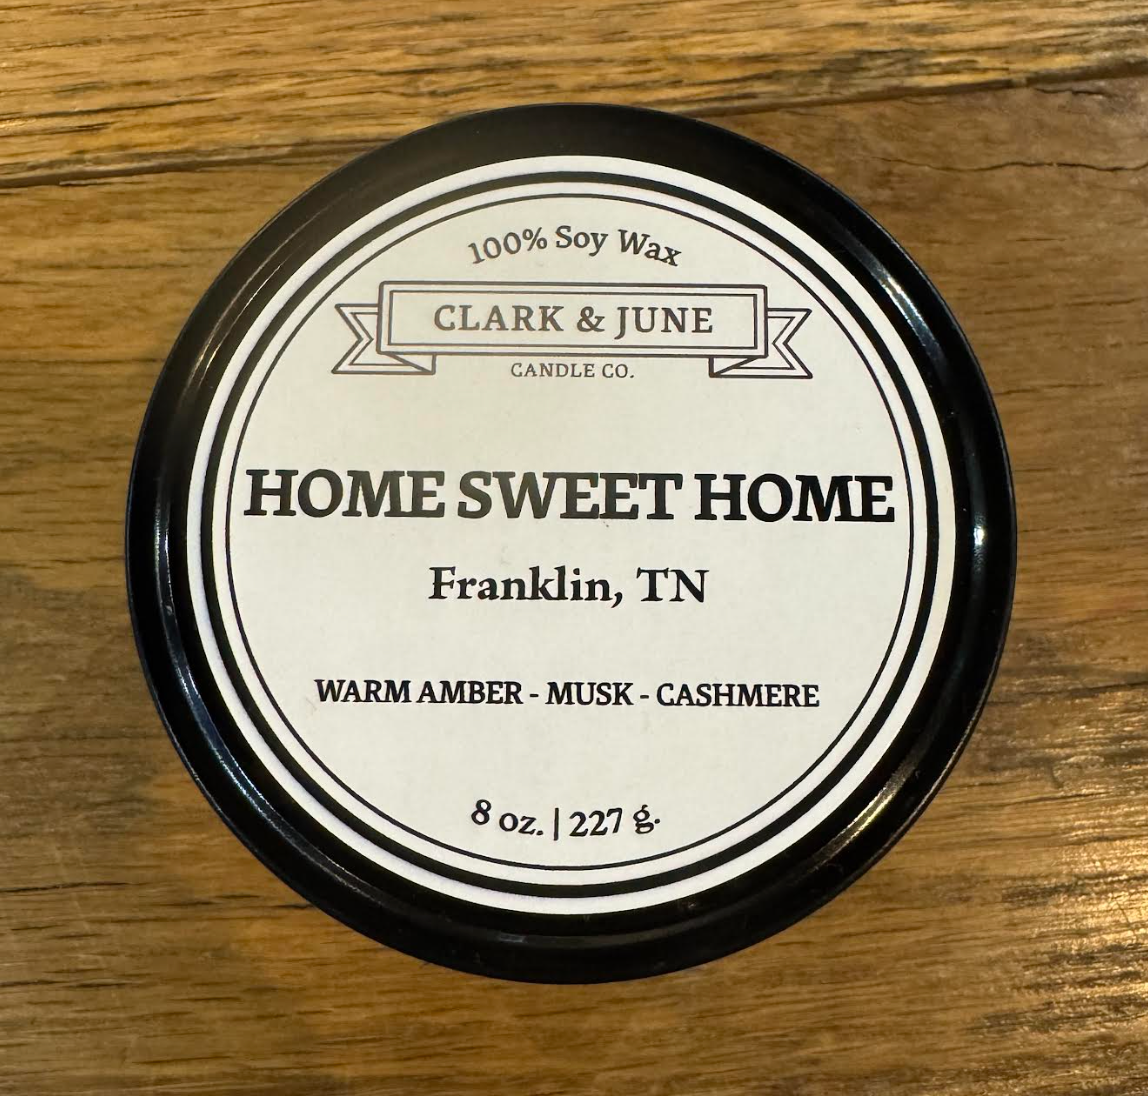 100% Soy Wax
CLARK & JUNE
CANDLE CO.
HOME SWEET HOME
Franklin, TN
WARM AMBER - MUSK - CASHMERE
8 oz. | 227 g.